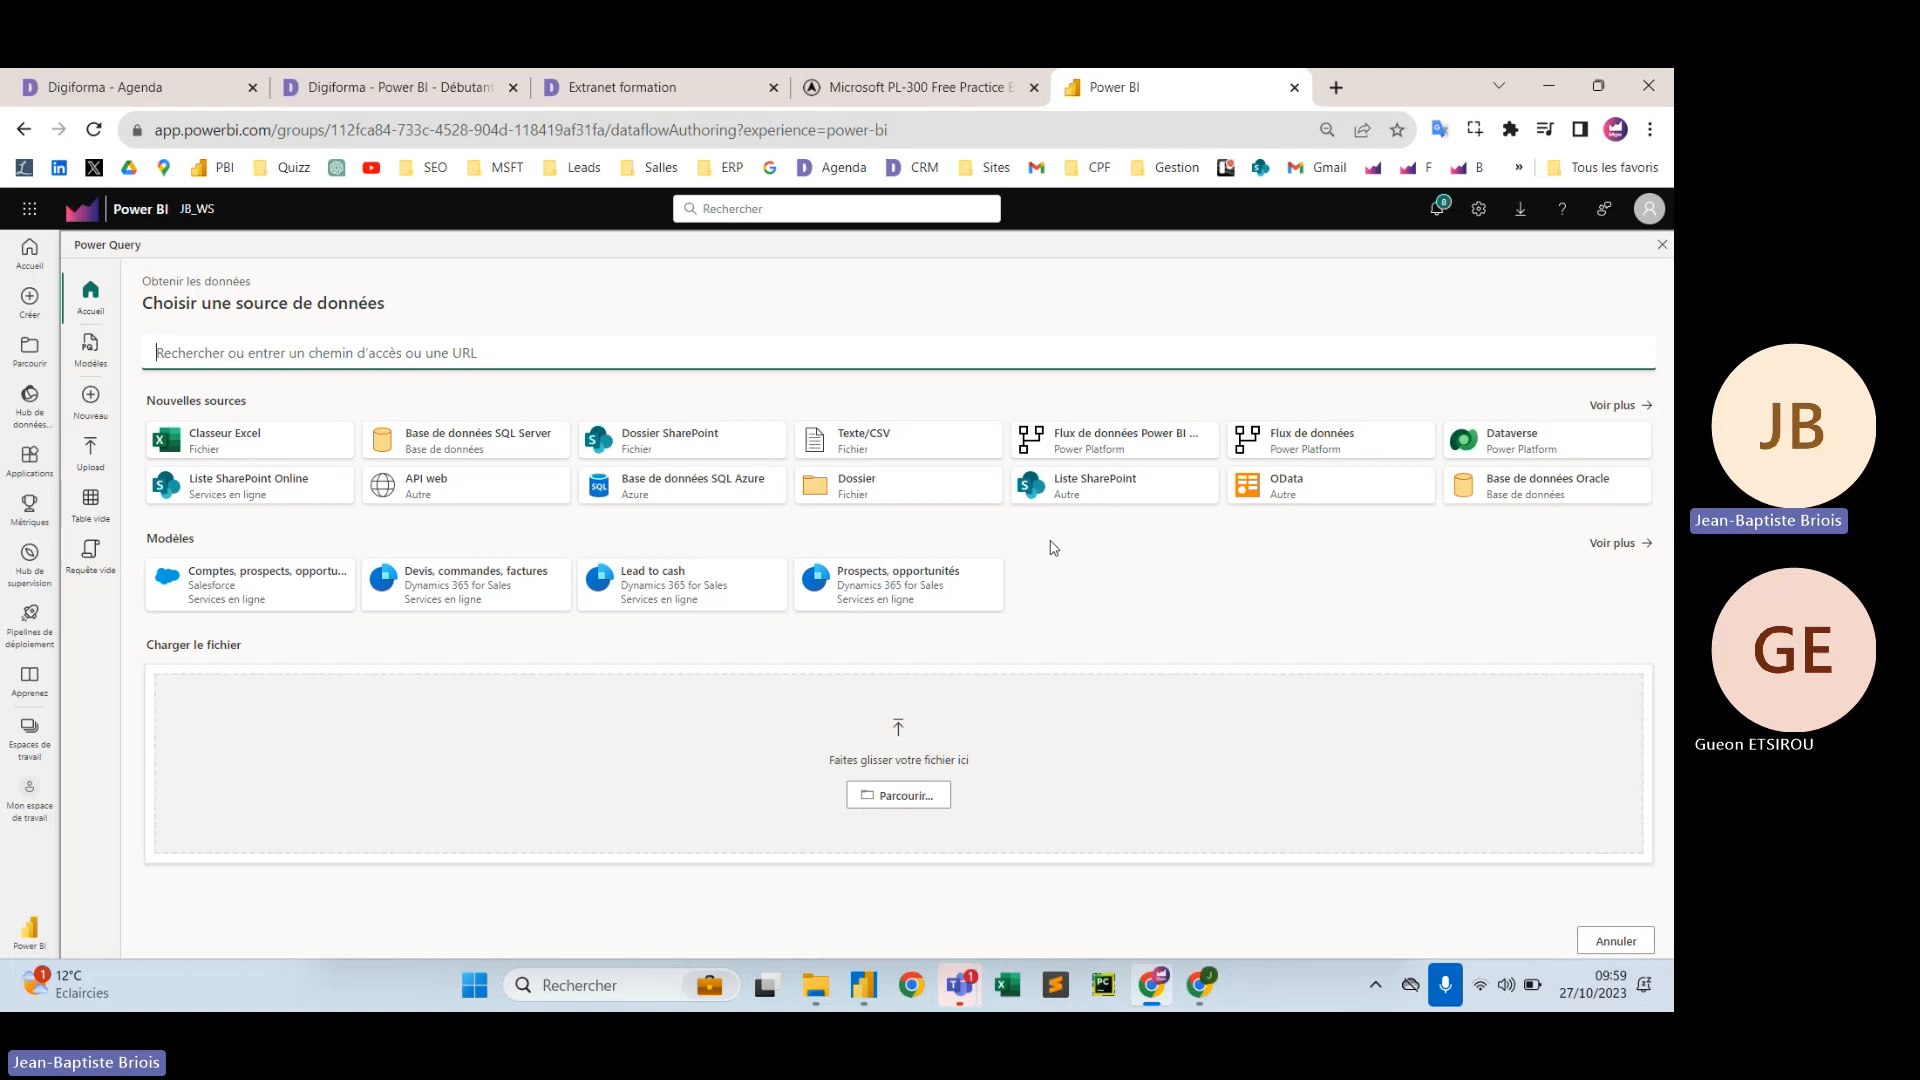 Digiforma - Agenda
Digiforma - Power BI - Débutant
Extranet formation
Microsoft PL-300 Free Practice E
Power BI
app.powerbi.com/groups/112fca84-733c-4528-904d-118419af31fa/dataflowAuthoring?experience=power-bi
PBI
Quizz
SEO
MSFT
Leads
Salles
ERP
Agenda
CRM
Sites
CPF
Gestion
Gmail
F
B
»
Tous les favoris
Power BI
JB_WS
Rechercher
8
Power Query
Accueil
Créer
Parcourir
Hub de données...
Applications
Métriques
Hub de supervision
Pipelines de déploiement
Apprenez
Espaces de travail
Mon espace de travail
Power BI
Accueil
Modèles
Nouveau
Upload
Table vide
Requête vide
Obtenir les données
Choisir une source de données
Rechercher ou entrer un chemin d'accès ou une URL
Nouvelles sources
Voir plus
Classeur Excel
Fichier
Base de données SQL Server
Base de données
Dossier SharePoint
Fichier
Texte/CSV
Fichier
Flux de données Power BI ...
Power Platform
Flux de données
Power Platform
Dataverse
Power Platform
Liste SharePoint Online
Services en ligne
API web
Autre
Base de données SQL Azure
Azure
Dossier
Fichier
Liste SharePoint
Autre
OData
Autre
Base de données Oracle
Base de données
Modèles
Voir plus
Comptes, prospects, opportu...
Salesforce
Services en ligne
Devis, commandes, factures
Dynamics 365 for Sales
Services en ligne
Lead to cash
Dynamics 365 for Sales
Services en ligne
Prospects, opportunités
Dynamics 365 for Sales
Services en ligne
Charger le fichier
Faites glisser votre fichier ici
Parcourir...
Annuler
1
12°C
Eclaircies
Rechercher
1
09:59
27/10/2023
JB
Jean-Baptiste Briois
GE
Gueon ETSIROU
Jean-Baptiste Briois